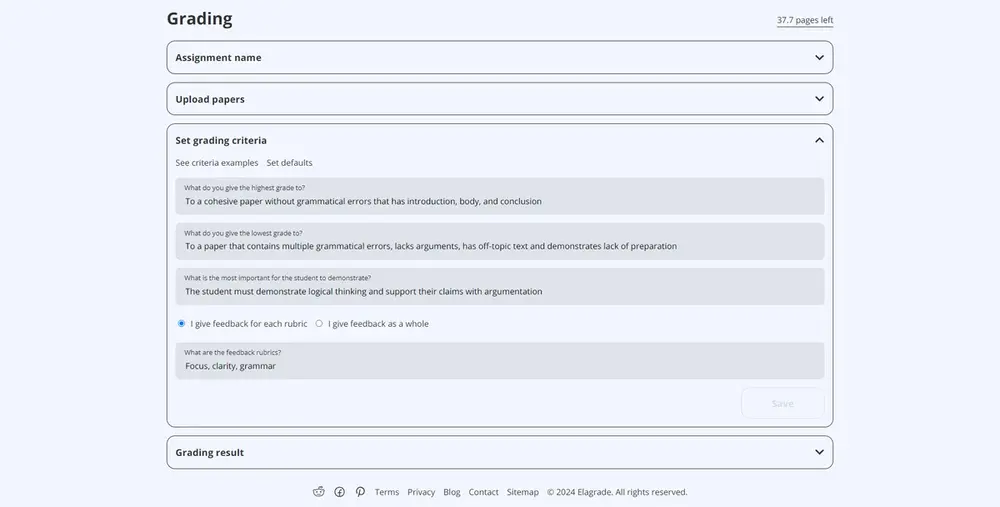 Grading
37.7 pages left
Assignment name
Upload papers
Set grading criteria
See criteria examples Set defaults
What do you give the highest grade to?
To a cohesive paper without grammatical errors that has introduction, body, and conclusion
What do you give the lowest grade to?
To a paper that contains multiple grammatical errors, lacks arguments, has off-topic text and demonstrates lack of preparation
What is the most important for the student to demonstrate?
The student must demonstrate logical thinking and support their claims with argumentation
I give feedback for each rubric I give feedback as a whole
What are the feedback rubrics?
Focus, clarity, grammar
Save
Grading result
Terms Privacy Blog Contact Sitemap © 2024 Elagrade. All rights reserved.